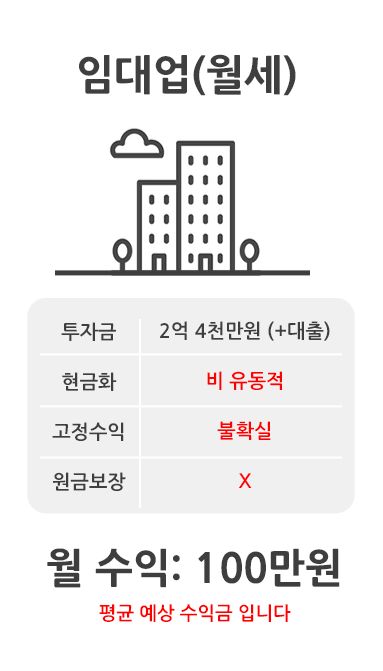 임대업(월세)
투자금 2억 4천만원 (+대출)
현금화 비 유동적
고정수익 불확실
원금보장 X
월 수익: 100만원
평균 예상 수익금 입니다